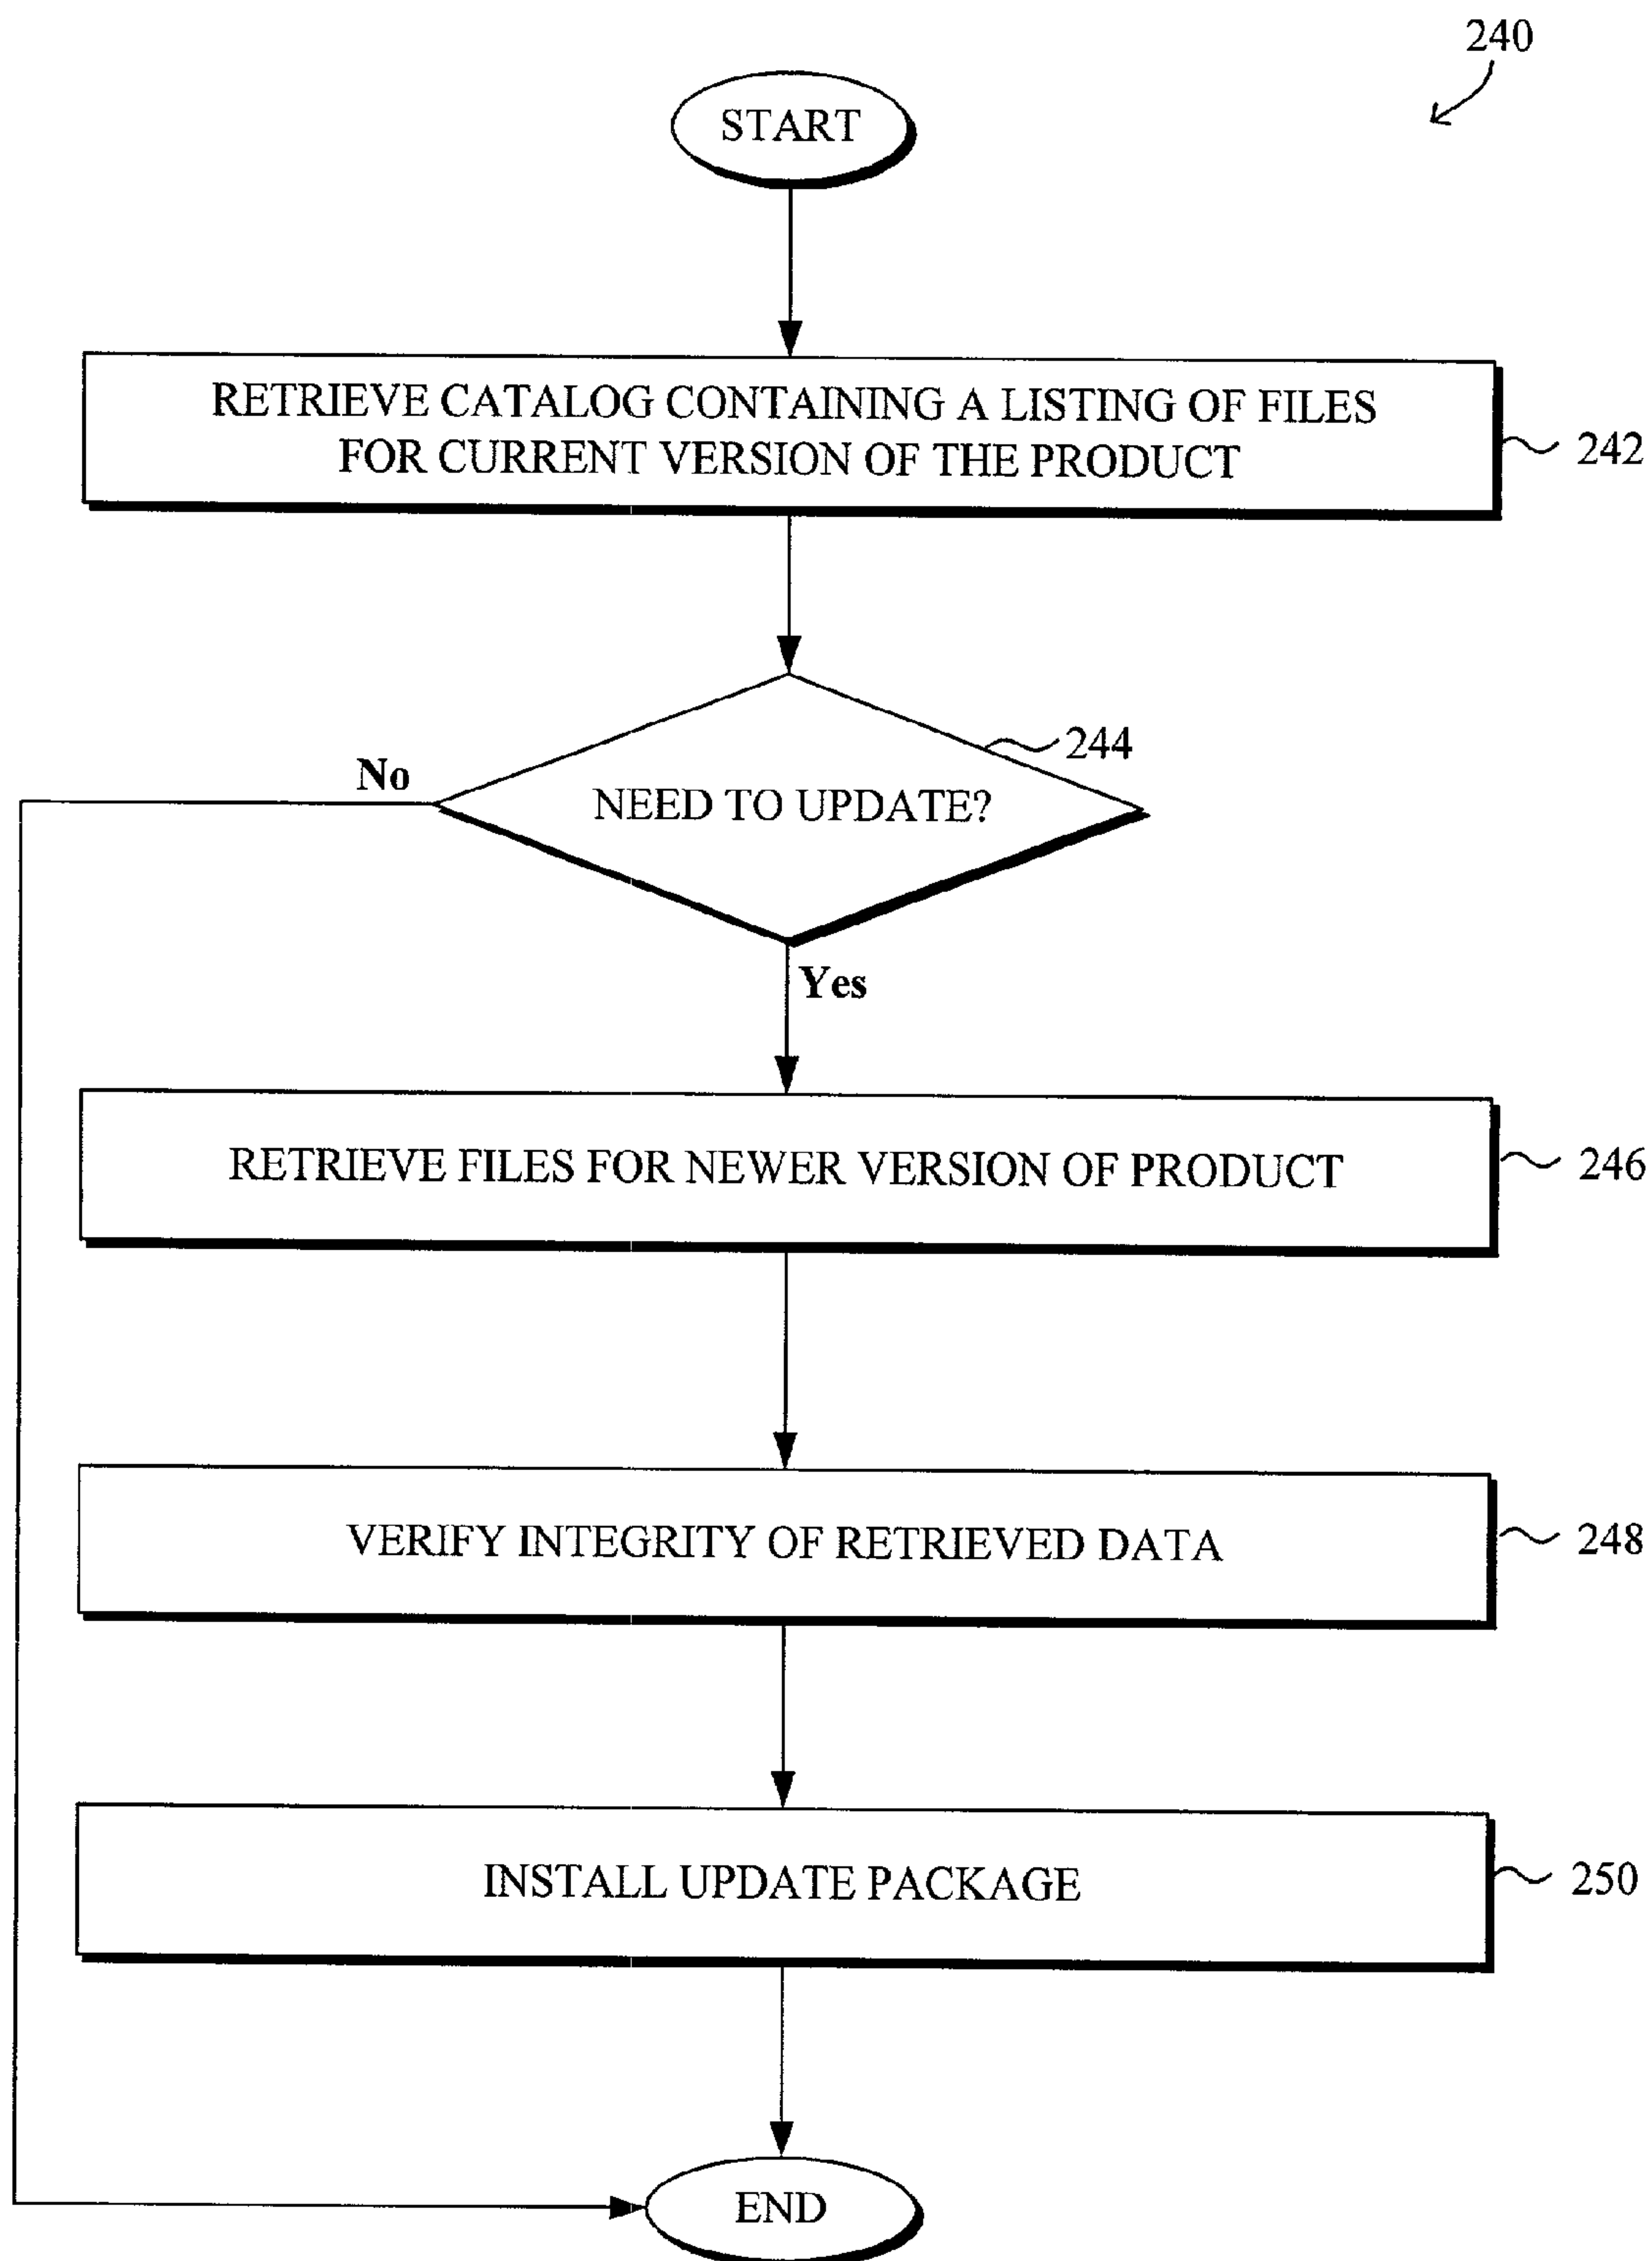 240
START
RETRIEVE CATALOG CONTAINING A LISTING OF FILES
FOR CURRENT VERSION OF THE PRODUCT
242
244
No
NEED TO UPDATE?
Yes
RETRIEVE FILES FOR NEWER VERSION OF PRODUCT
246
VERIFY INTEGRITY OF RETRIEVED DATA
248
INSTALL UPDATE PACKAGE
250
END